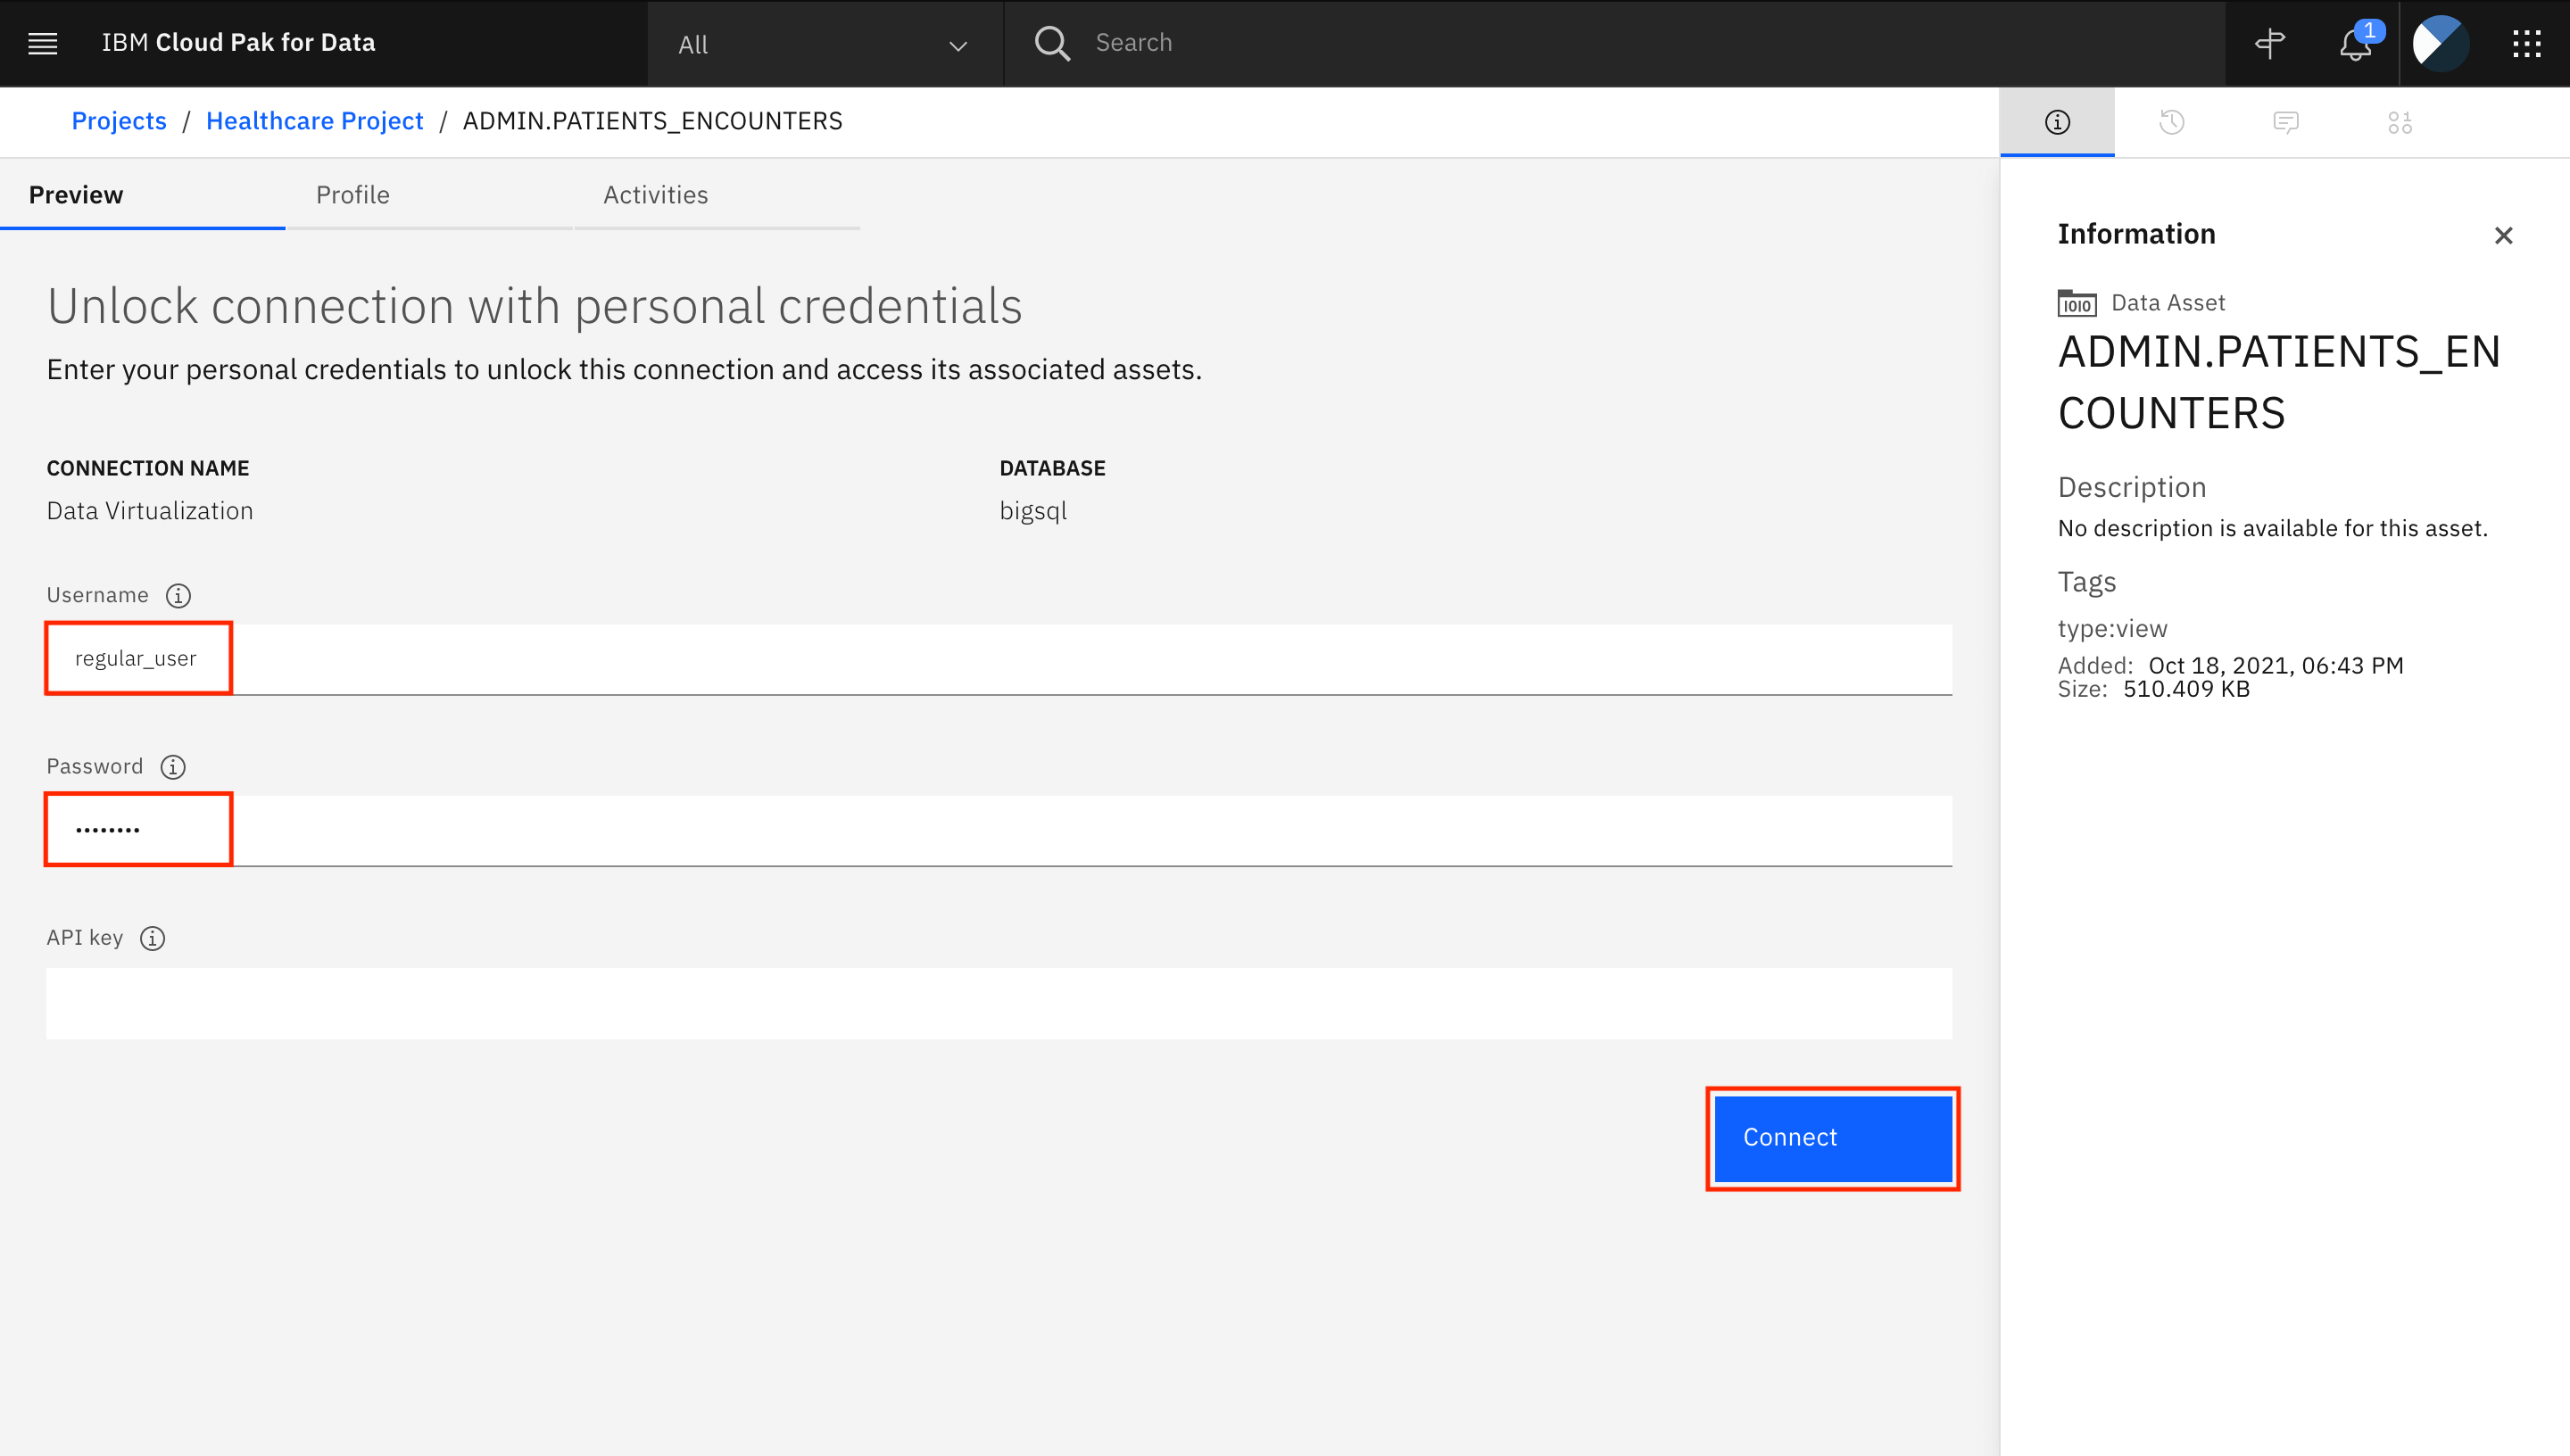 IBM Cloud Pak for Data
All
Search
1
Projects / Healthcare Project / ADMIN.PATIENTS_ENCOUNTERS
Preview
Profile
Activities
Unlock connection with personal credentials
Enter your personal credentials to unlock this connection and access its associated assets.
CONNECTION NAME
Data Virtualization
DATABASE
bigsql
Username
regular_user
Password
••••••••
API key
Connect
Information
Data Asset
ADMIN.PATIENTS_EN
COUNTERS
Description
No description is available for this asset.
Tags
type:view
Added: Oct 18, 2021, 06:43 PM
Size: 510.409 KB